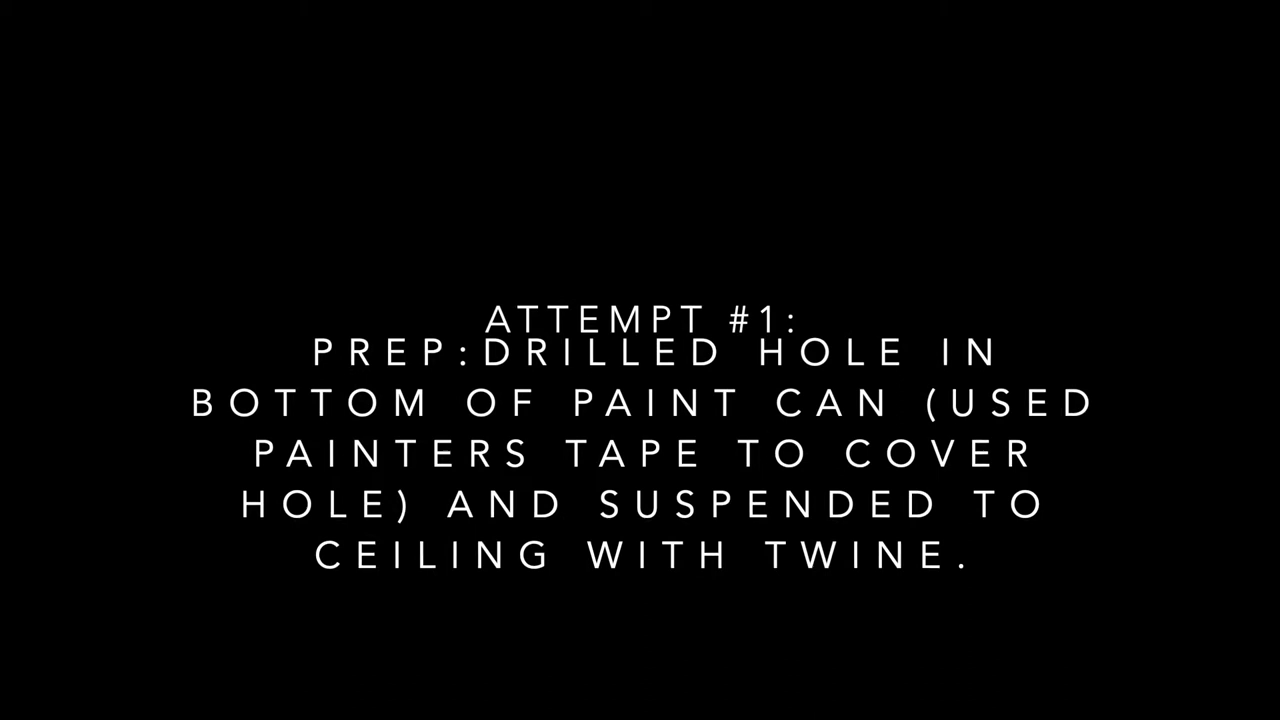 ATTEMPT #1:
PREP:DRILLED HOLE IN
BOTTOM OF PAINT CAN (USED
PAINTERS TAPE TO COVER
HOLE) AND SUSPENDED TO
CEILING WITH TWINE.